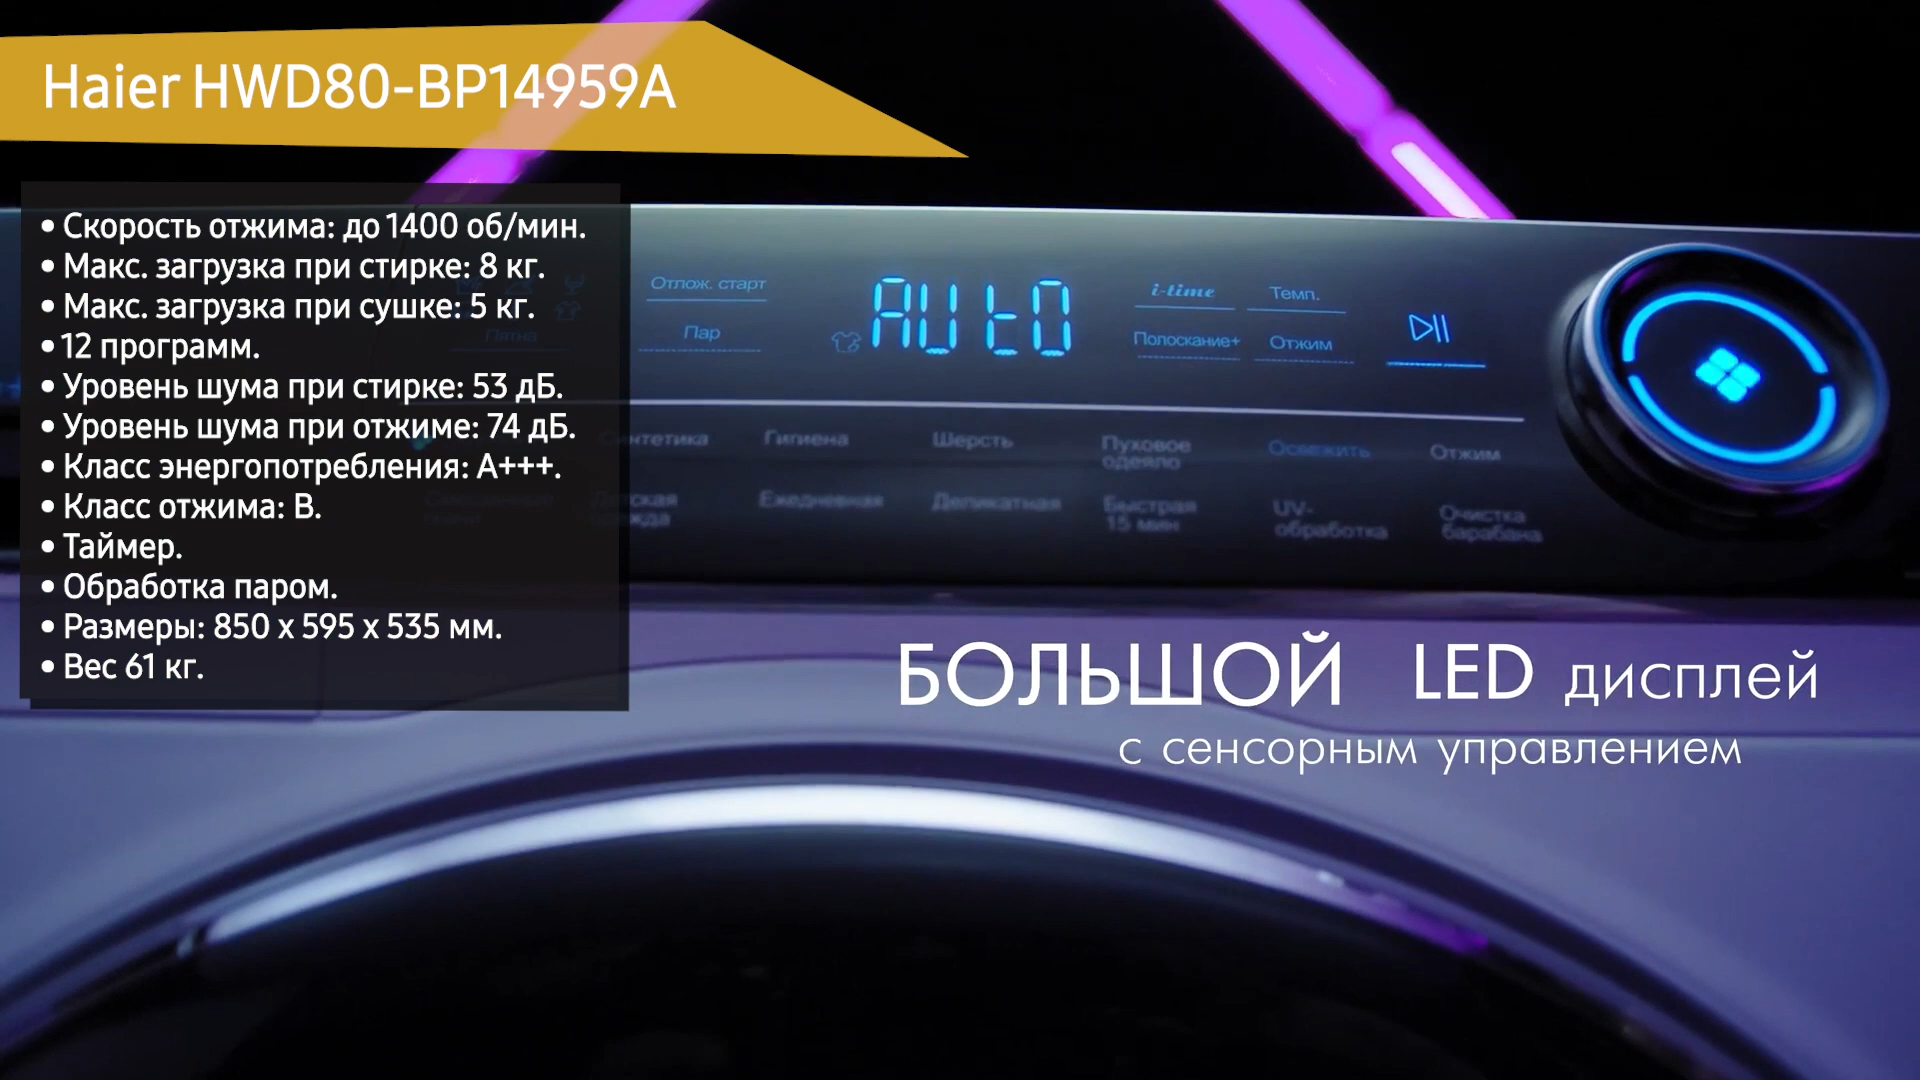 Haier HWD80-BP14959A
• Скорость отжима: до 1400 об/мин.
• Макс. загрузка при стирке: 8 кг.
• Макс. загрузка при сушке: 5 кг.
• 12 программ.
• Уровень шума при стирке: 53 дБ.
• Уровень шума при отжиме: 74 дБ.
• Класс энергопотребления: A+++.
• Класс отжима: B.
• Таймер.
• Обработка паром.
• Размеры: 850 x 595 x 535 мм.
• Вес 61 кг.
Отлож. старт
Пар
Пятна
AUtO
i-time
Темп.
Полоскание+
Отжим
Гигиена
Шерсть
Пуховое
одеяло
Освежить
Отжим
Ежедневная
Деликатная
Быстрая
15 мин
UV-
обработка
Очистка
барабана
БОЛЬШОЙ LED дисплей
с сенсорным управлением